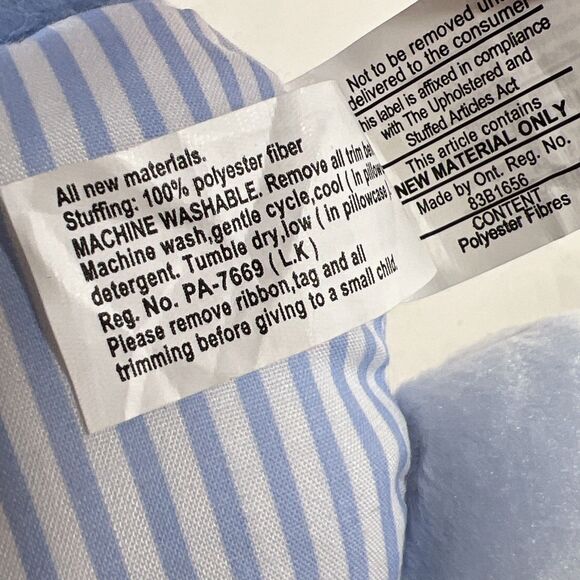 All new materials.
Stuffing: 100% polyester fiber
MACHINE WASHABLE. Remove all trim
Machine wash,gentle cycle,cool ( In
detergent. Tumble dry,low ( In pillowcase
Reg. No. PA-7669 ( L.K )
Please remove ribbon,tag and all
trimming before giving to a small child
Not to be removed
delivered to the consumer
his label is affixed in compliance
with The Upholstered and
Stuffed Articles Act
This article contains
NEW MATERIAL ONLY
Made by Ont. Reg. No.
83B1656
CONTENT
Polyester Fibres